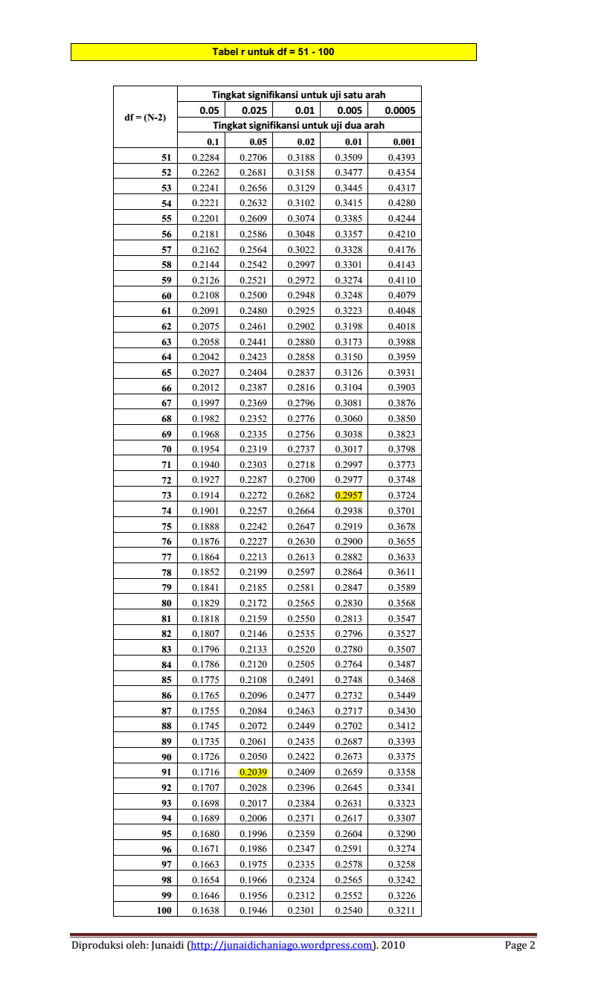 Tabel r untuk df = 51 - 100
df = (N-2)
Tingkat signifikansi untuk uji satu arah
0.05 0.025 0.01 0.005 0.0005
Tingkat signifikansi untuk uji dua arah
0.1 0.05 0.02 0.01 0.001
51 0.2284 0.2706 0.3188 0.3509 0.4393
52 0.2262 0.2681 0.3158 0.3477 0.4354
53 0.2241 0.2656 0.3129 0.3445 0.4317
54 0.2221 0.2632 0.3102 0.3415 0.4280
55 0.2201 0.2609 0.3074 0.3385 0.4244
56 0.2181 0.2586 0.3048 0.3357 0.4210
57 0.2162 0.2564 0.3022 0.3328 0.4176
58 0.2144 0.2542 0.2997 0.3301 0.4143
59 0.2126 0.2521 0.2972 0.3274 0.4110
60 0.2108 0.2500 0.2948 0.3248 0.4079
61 0.2091 0.2480 0.2925 0.3223 0.4048
62 0.2075 0.2461 0.2902 0.3198 0.4018
63 0.2058 0.2441 0.2880 0.3173 0.3988
64 0.2042 0.2423 0.2858 0.3150 0.3959
65 0.2027 0.2404 0.2837 0.3126 0.3931
66 0.2012 0.2387 0.2816 0.3104 0.3903
67 0.1997 0.2369 0.2796 0.3081 0.3876
68 0.1982 0.2352 0.2776 0.3060 0.3850
69 0.1968 0.2335 0.2756 0.3038 0.3823
70 0.1954 0.2319 0.2737 0.3017 0.3798
71 0.1940 0.2303 0.2718 0.2997 0.3773
72 0.1927 0.2287 0.2700 0.2977 0.3748
73 0.1914 0.2272 0.2682 0.2957 0.3724
74 0.1901 0.2257 0.2664 0.2938 0.3701
75 0.1888 0.2242 0.2647 0.2919 0.3678
76 0.1876 0.2227 0.2630 0.2900 0.3655
77 0.1864 0.2213 0.2613 0.2882 0.3633
78 0.1852 0.2199 0.2597 0.2864 0.3611
79 0.1841 0.2185 0.2581 0.2847 0.3589
80 0.1829 0.2172 0.2565 0.2830 0.3568
81 0.1818 0.2159 0.2550 0.2813 0.3547
82 0.1807 0.2146 0.2535 0.2796 0.3527
83 0.1796 0.2133 0.2520 0.2780 0.3507
84 0.1786 0.2120 0.2505 0.2764 0.3487
85 0.1775 0.2108 0.2491 0.2748 0.3468
86 0.1765 0.2096 0.2477 0.2732 0.3449
87 0.1755 0.2084 0.2463 0.2717 0.3430
88 0.1745 0.2072 0.2449 0.2702 0.3412
89 0.1735 0.2061 0.2435 0.2687 0.3393
90 0.1726 0.2050 0.2422 0.2673 0.3375
91 0.1716 0.2039 0.2409 0.2659 0.3358
92 0.1707 0.2028 0.2396 0.2645 0.3341
93 0.1698 0.2017 0.2384 0.2631 0.3323
94 0.1689 0.2006 0.2371 0.2617 0.3307
95 0.1680 0.1996 0.2359 0.2604 0.3290
96 0.1671 0.1986 0.2347 0.2591 0.3274
97 0.1663 0.1975 0.2335 0.2578 0.3258
98 0.1654 0.1966 0.2324 0.2565 0.3242
99 0.1646 0.1956 0.2312 0.2552 0.3226
100 0.1638 0.1946 0.2301 0.2540 0.3211
Diproduksi oleh: Junaidi (http://junaidichaniago.wordpress.com). 2010 Page 2